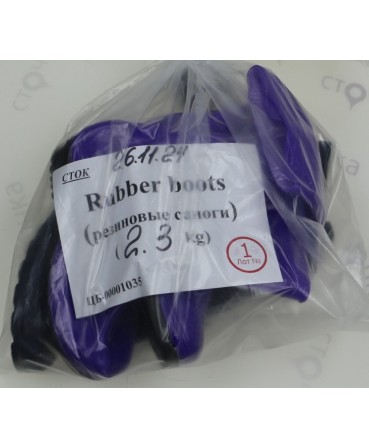 26.11.24
СТОК
Rubber boots
(резиновые сапоги)
(2.3 kg)
1
Лот №
ЦБ-00001035